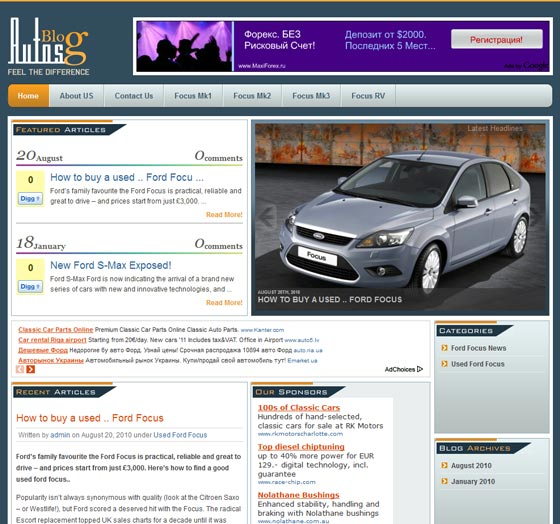 Autos Blog
FEEL THE DIFFERENCE
Форекс. БЕЗ
Рисковый Счет!
www.MaxiForex.ru
Депозит от $2000.
Последних 5 Мест...
Регистрация!
Ads by Google
Home
About US
Contact Us
Focus Mk1
Focus Mk2
Focus Mk3
Focus RV
Featured Articles
20August
0comments
0
Digg ?
How to buy a used .. Ford Focu ...
Ford's family favourite the Ford Focus is practical, reliable and
great to drive – and prices start from just £3,000. ...
Read More!
18January
0comments
0
Digg ?
New Ford S-Max Exposed!
Ford S-Max Ford is now indicating the arrival of a brand new
series of cars with new and innovative technologies, and ...
Read More!
Latest Headlines
Focus
AUGUST 20TH, 2010
HOW TO BUY A USED .. FORD FOCUS
Classic Car Parts Online Premium Classic Car Parts Online Classic Auto Parts. www.Kanter.com
Car rental Riga airport Starting from 20€/day. New cars '11 Includes tax&VAT. Office in Airport www.auto5.lv
Дешевые Форд Недорогие бу авто Форд. Узнай цены! Срочная распродажа 10894 авто Форд auto.ria.ua
Авторынок Украины Автомобильный рынок Украины. Купи/продай свой автомобиль тут! Emarket.ua
AdChoices
Categories
Ford Focus News
Used Ford Focus
Recent Articles
How to buy a used .. Ford Focus
Written by admin on August 20, 2010 under Used Ford Focus
Ford's family favourite the Ford Focus is practical, reliable and great to
drive – and prices start from just £3,000. Here's how to find a good
used ford focus..
Popularity isn't always synonymous with quality (look at the Citroen Saxo
– or Westlife!), but Ford scored a deserved hit with the Focus. The radical
Escort replacement topped UK sales charts for a decade until it was
Our Sponsors
100s of Classic Cars
Hundreds of hand-selected,
classic cars for sale at RK Motors
www.rkmotorscharlotte.com
Top diesel chiptuning
up to 40% more power for EUR
129.- digital technology, incl.
guarantee
www.race-chip.com
Nolathane Bushings
Enhanced stability, handling and
braking with world #1 bushings
www.nolathane.com.au
Blog Archives
August 2010
January 2010